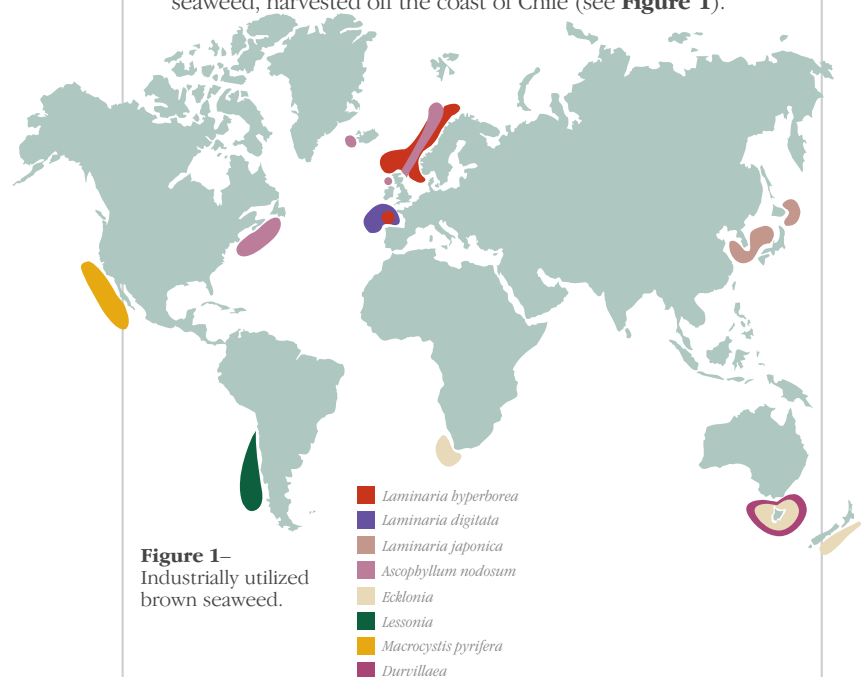 seaweed, harvested off the coast of Chile (see Figure 1).
Laminaria hyperborea
Laminaria digitata
Laminaria japonica
Ascophyllum nodosum
Ecklonia
Lessonia
Macrocystis pyrifera
Durvillaea
Figure 1–
Industrially utilized
brown seaweed.